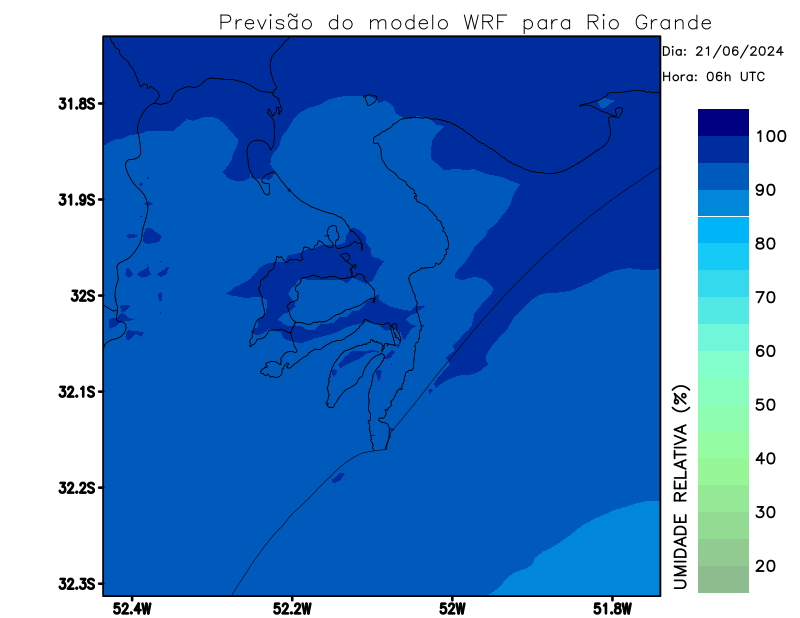 Previsão do modelo WRF para Rio Grande
Dia: 21/06/2024
Hora: 06h UTC
31.8S
31.9S
32S
32.1S
32.2S
32.3S
52.4W
52.2W
52W
51.8W
UMIDADE RELATIVA (%)
100
90
80
70
60
50
40
30
20